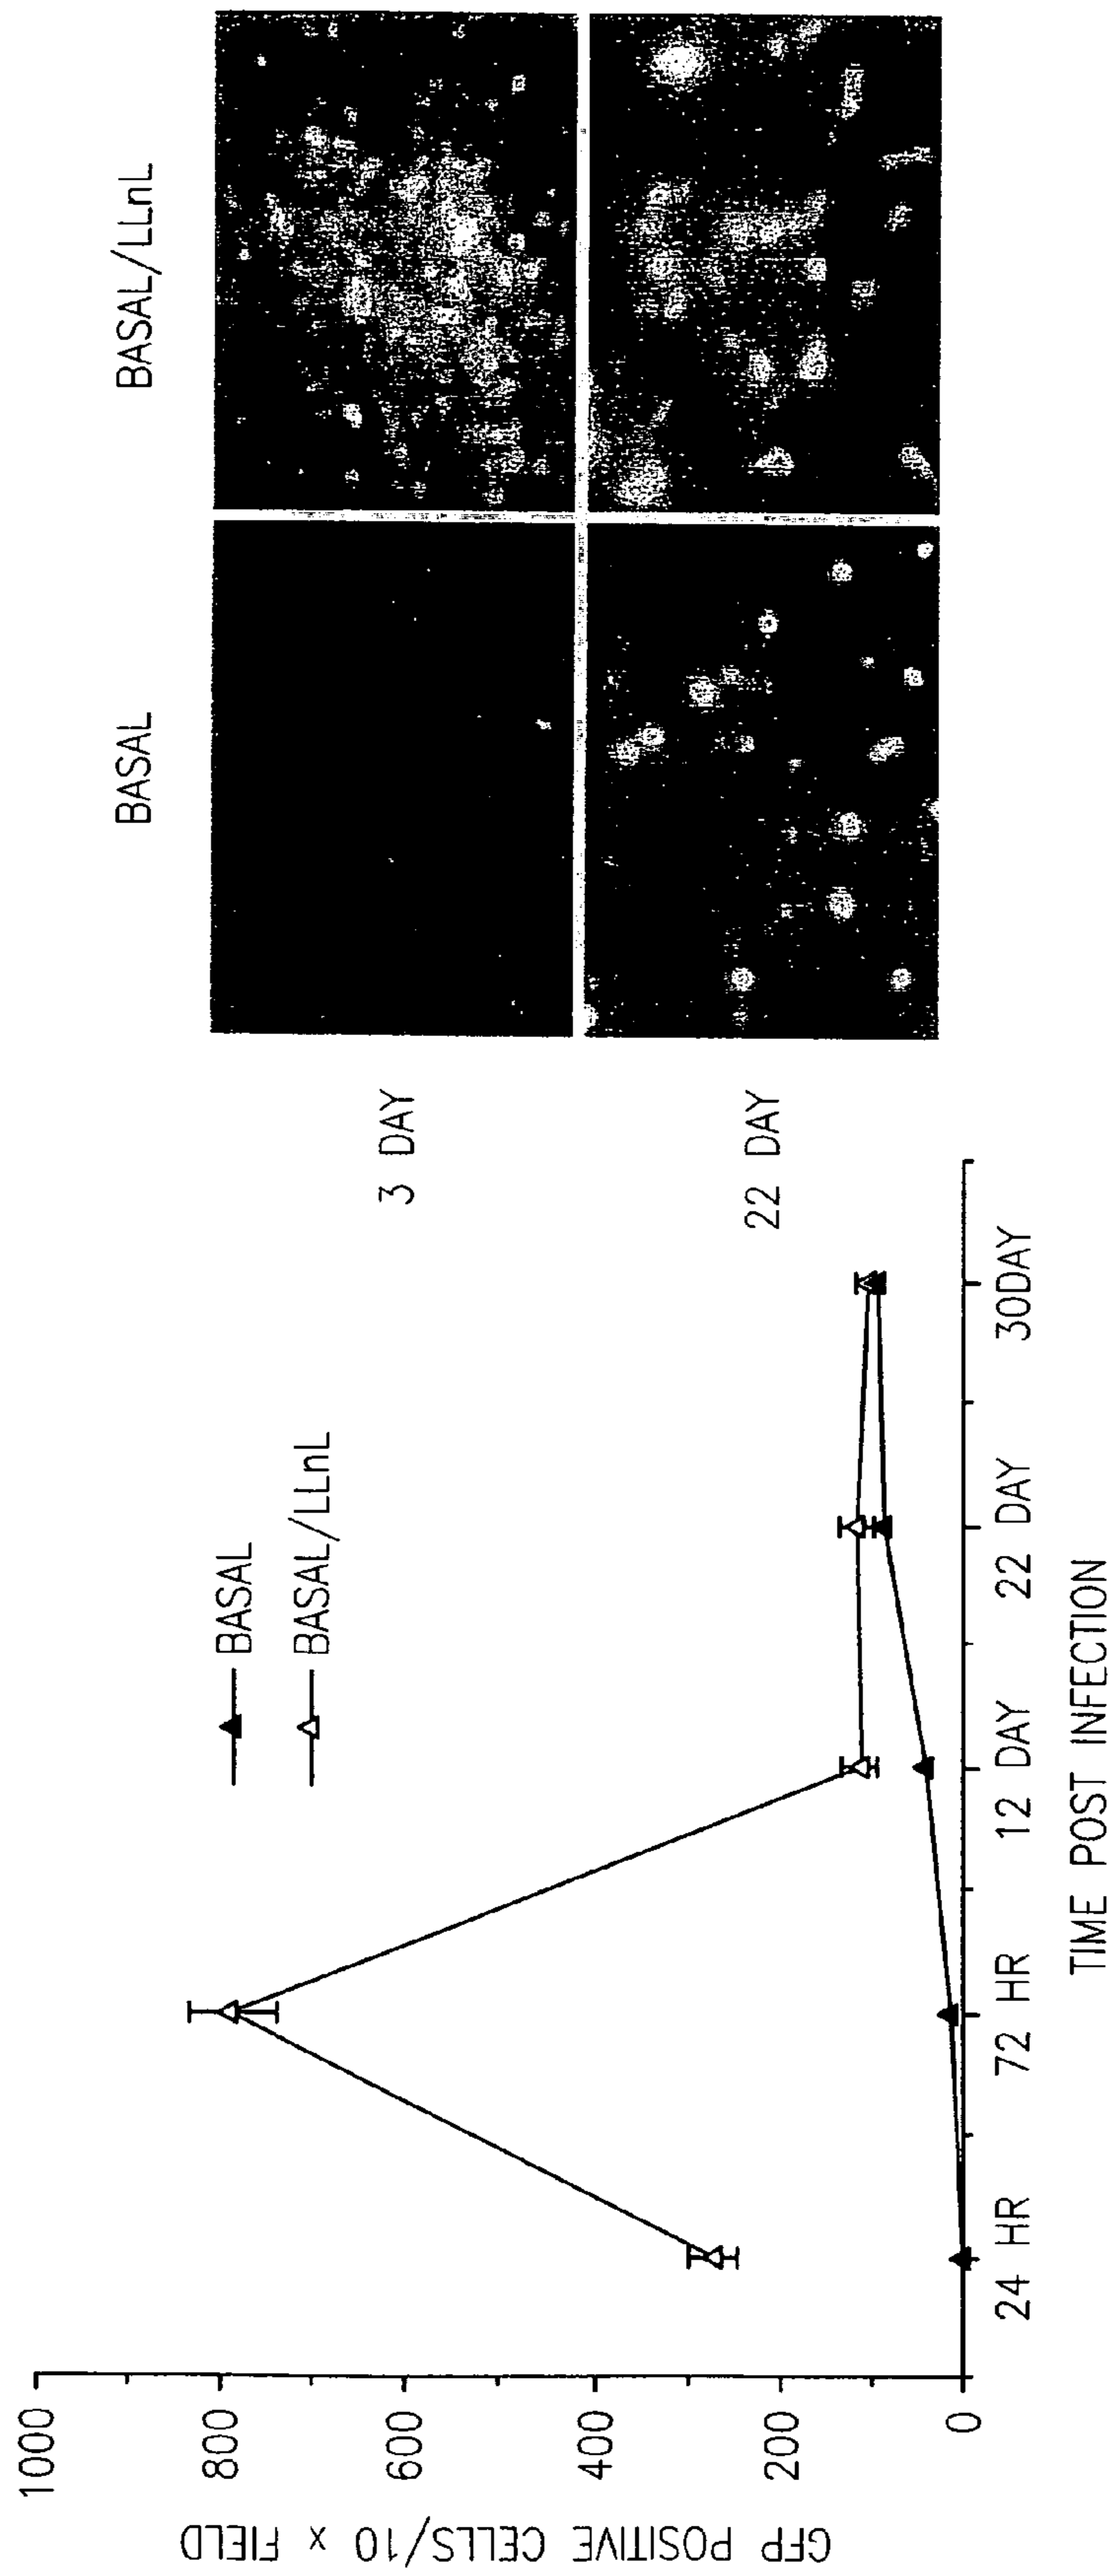 GFP POSITIVE CELLS/10 x FIELD
1000
800
600
400
200
0
BASAL
BASAL/LLnL
24 HR
72 HR
12 DAY
22 DAY
30DAY
TIME POST INFECTION
BASAL
BASAL/LLnL
3 DAY
22 DAY